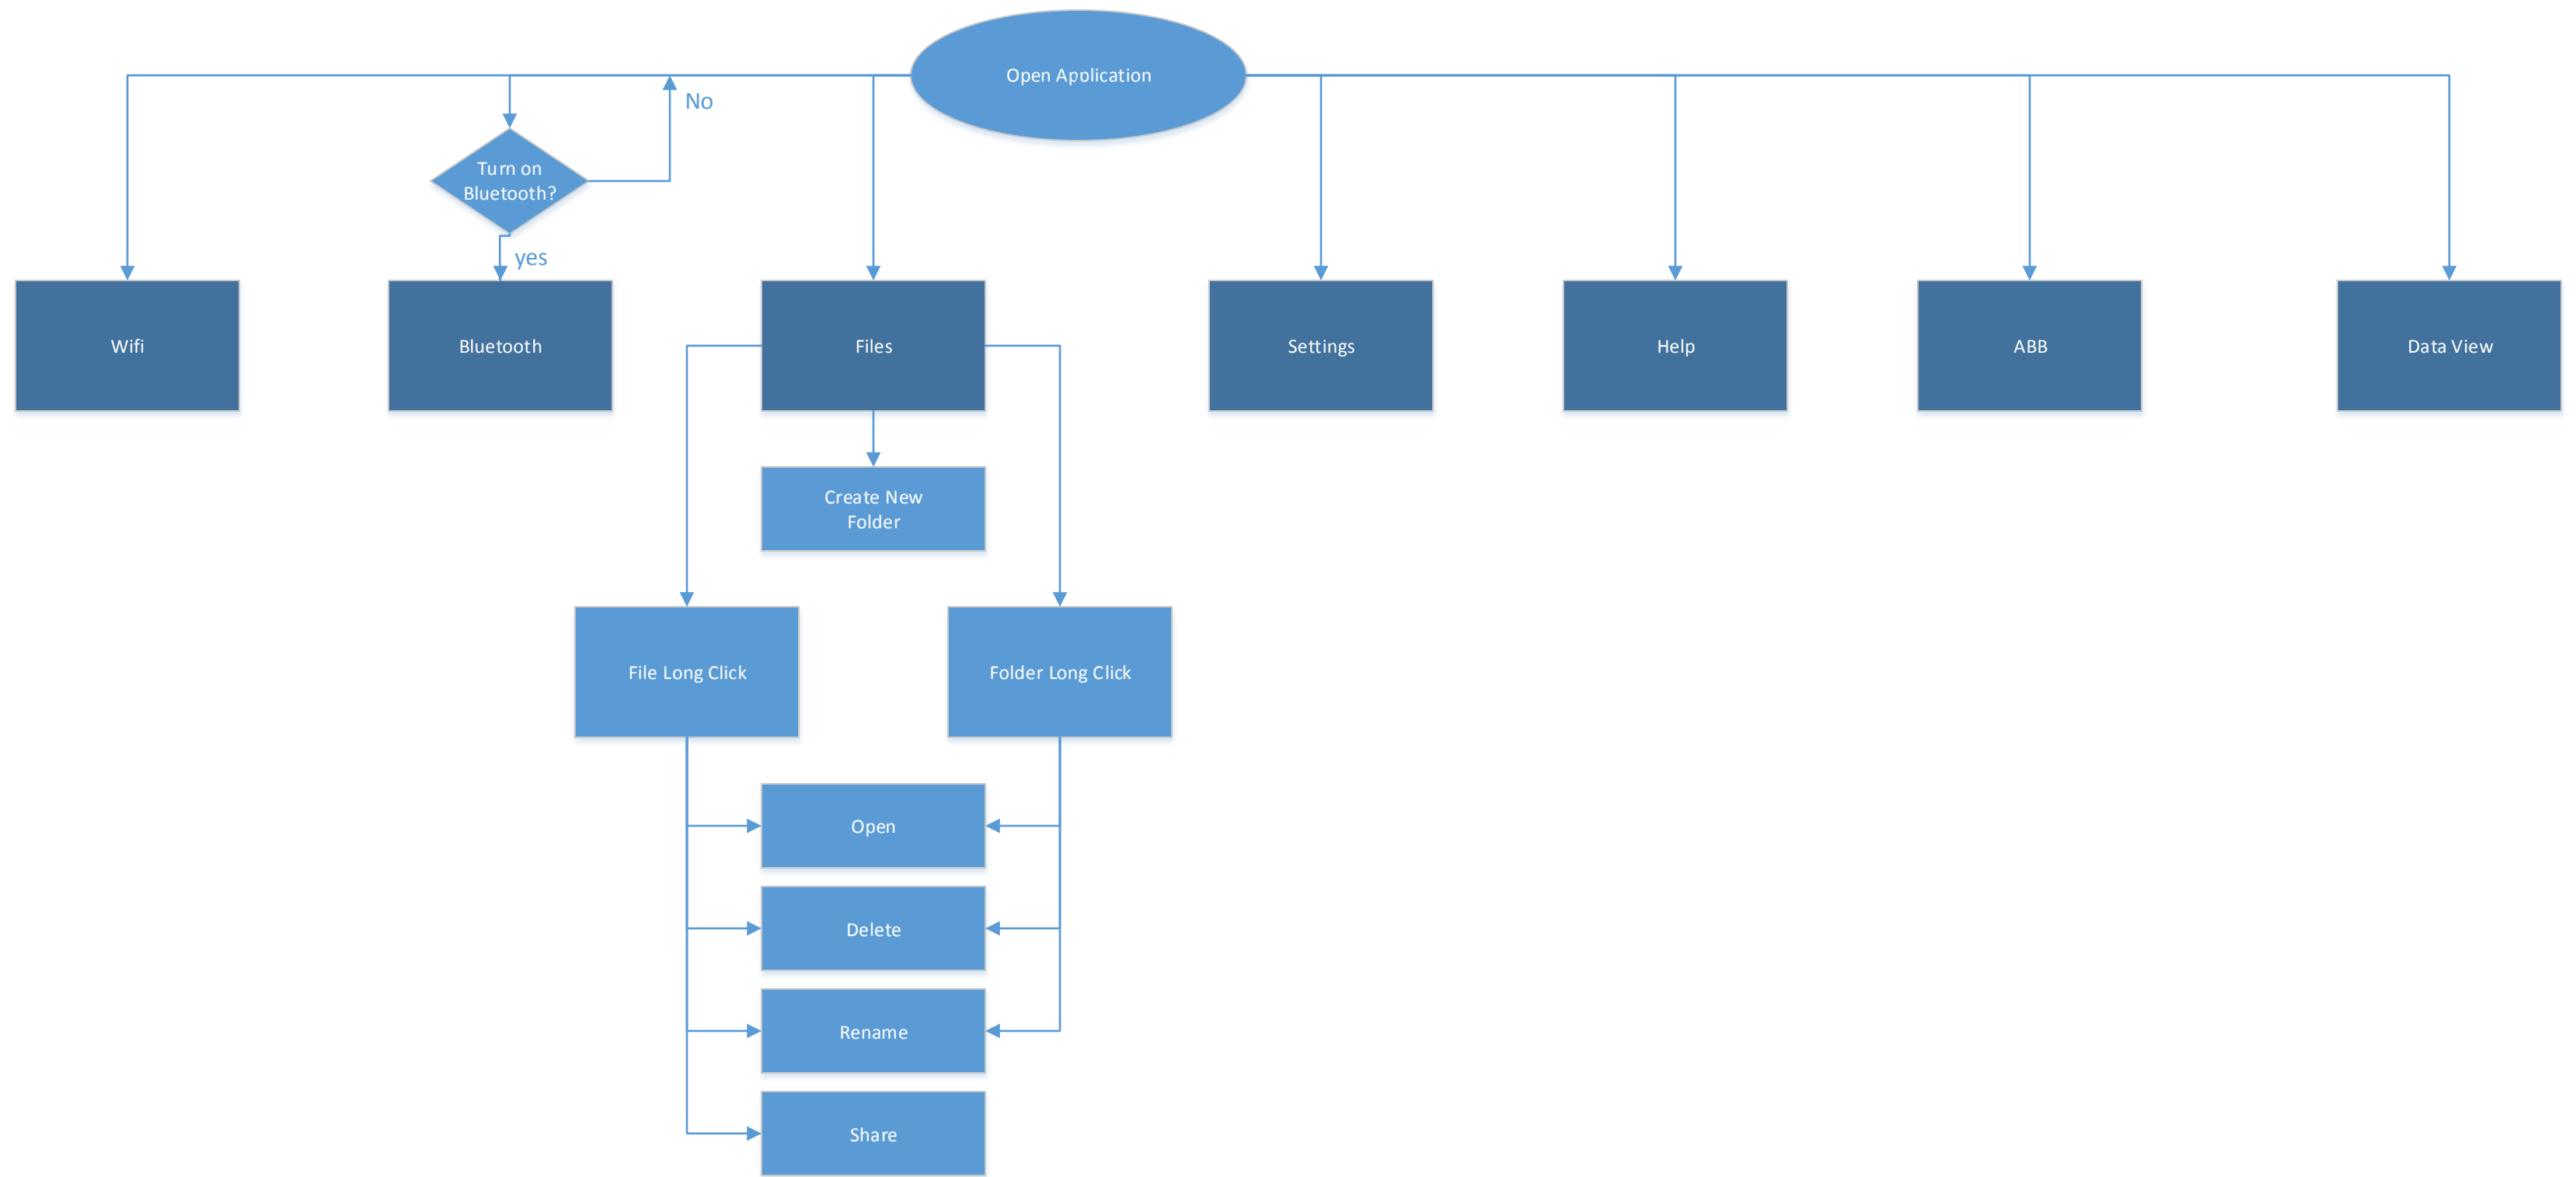 Open Application
No
Turn on
Bluetooth?
yes
Wifi
Bluetooth
Files
Settings
Help
ABB
Data View
Create New
Folder
File Long Click
Folder Long Click
Open
Delete
Rename
Share